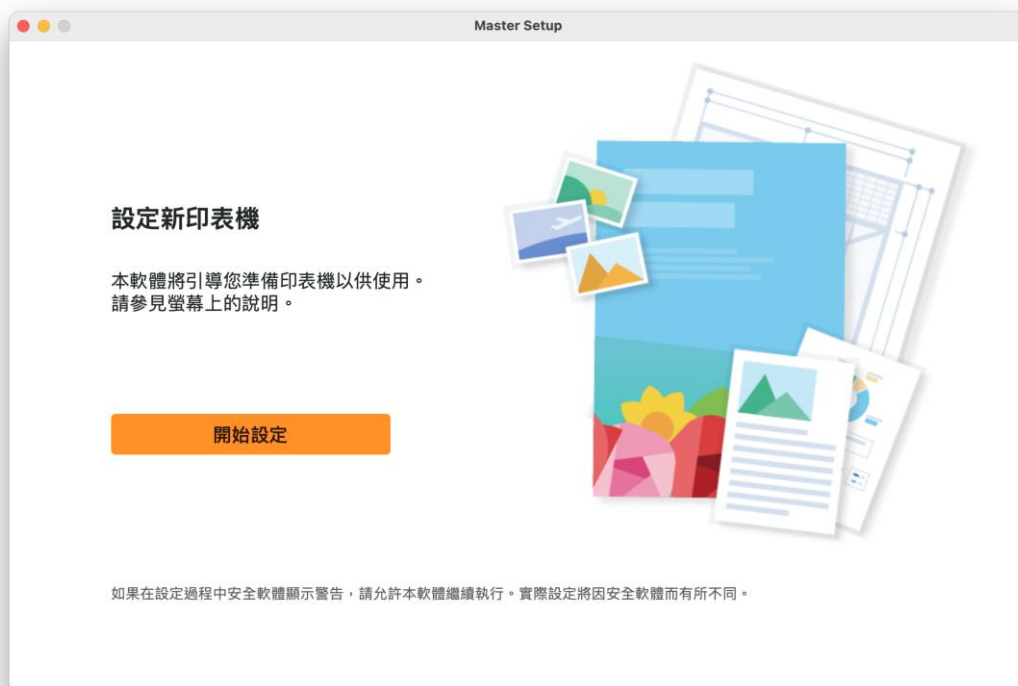 Master Setup
設定新印表機
本軟體將引導您準備印表機以供使用。
請參見螢幕上的說明。
開始設定
如果在設定過程中安全軟體顯示警告，請允許本軟體繼續執行。實際設定將因安全軟體而有所不同。